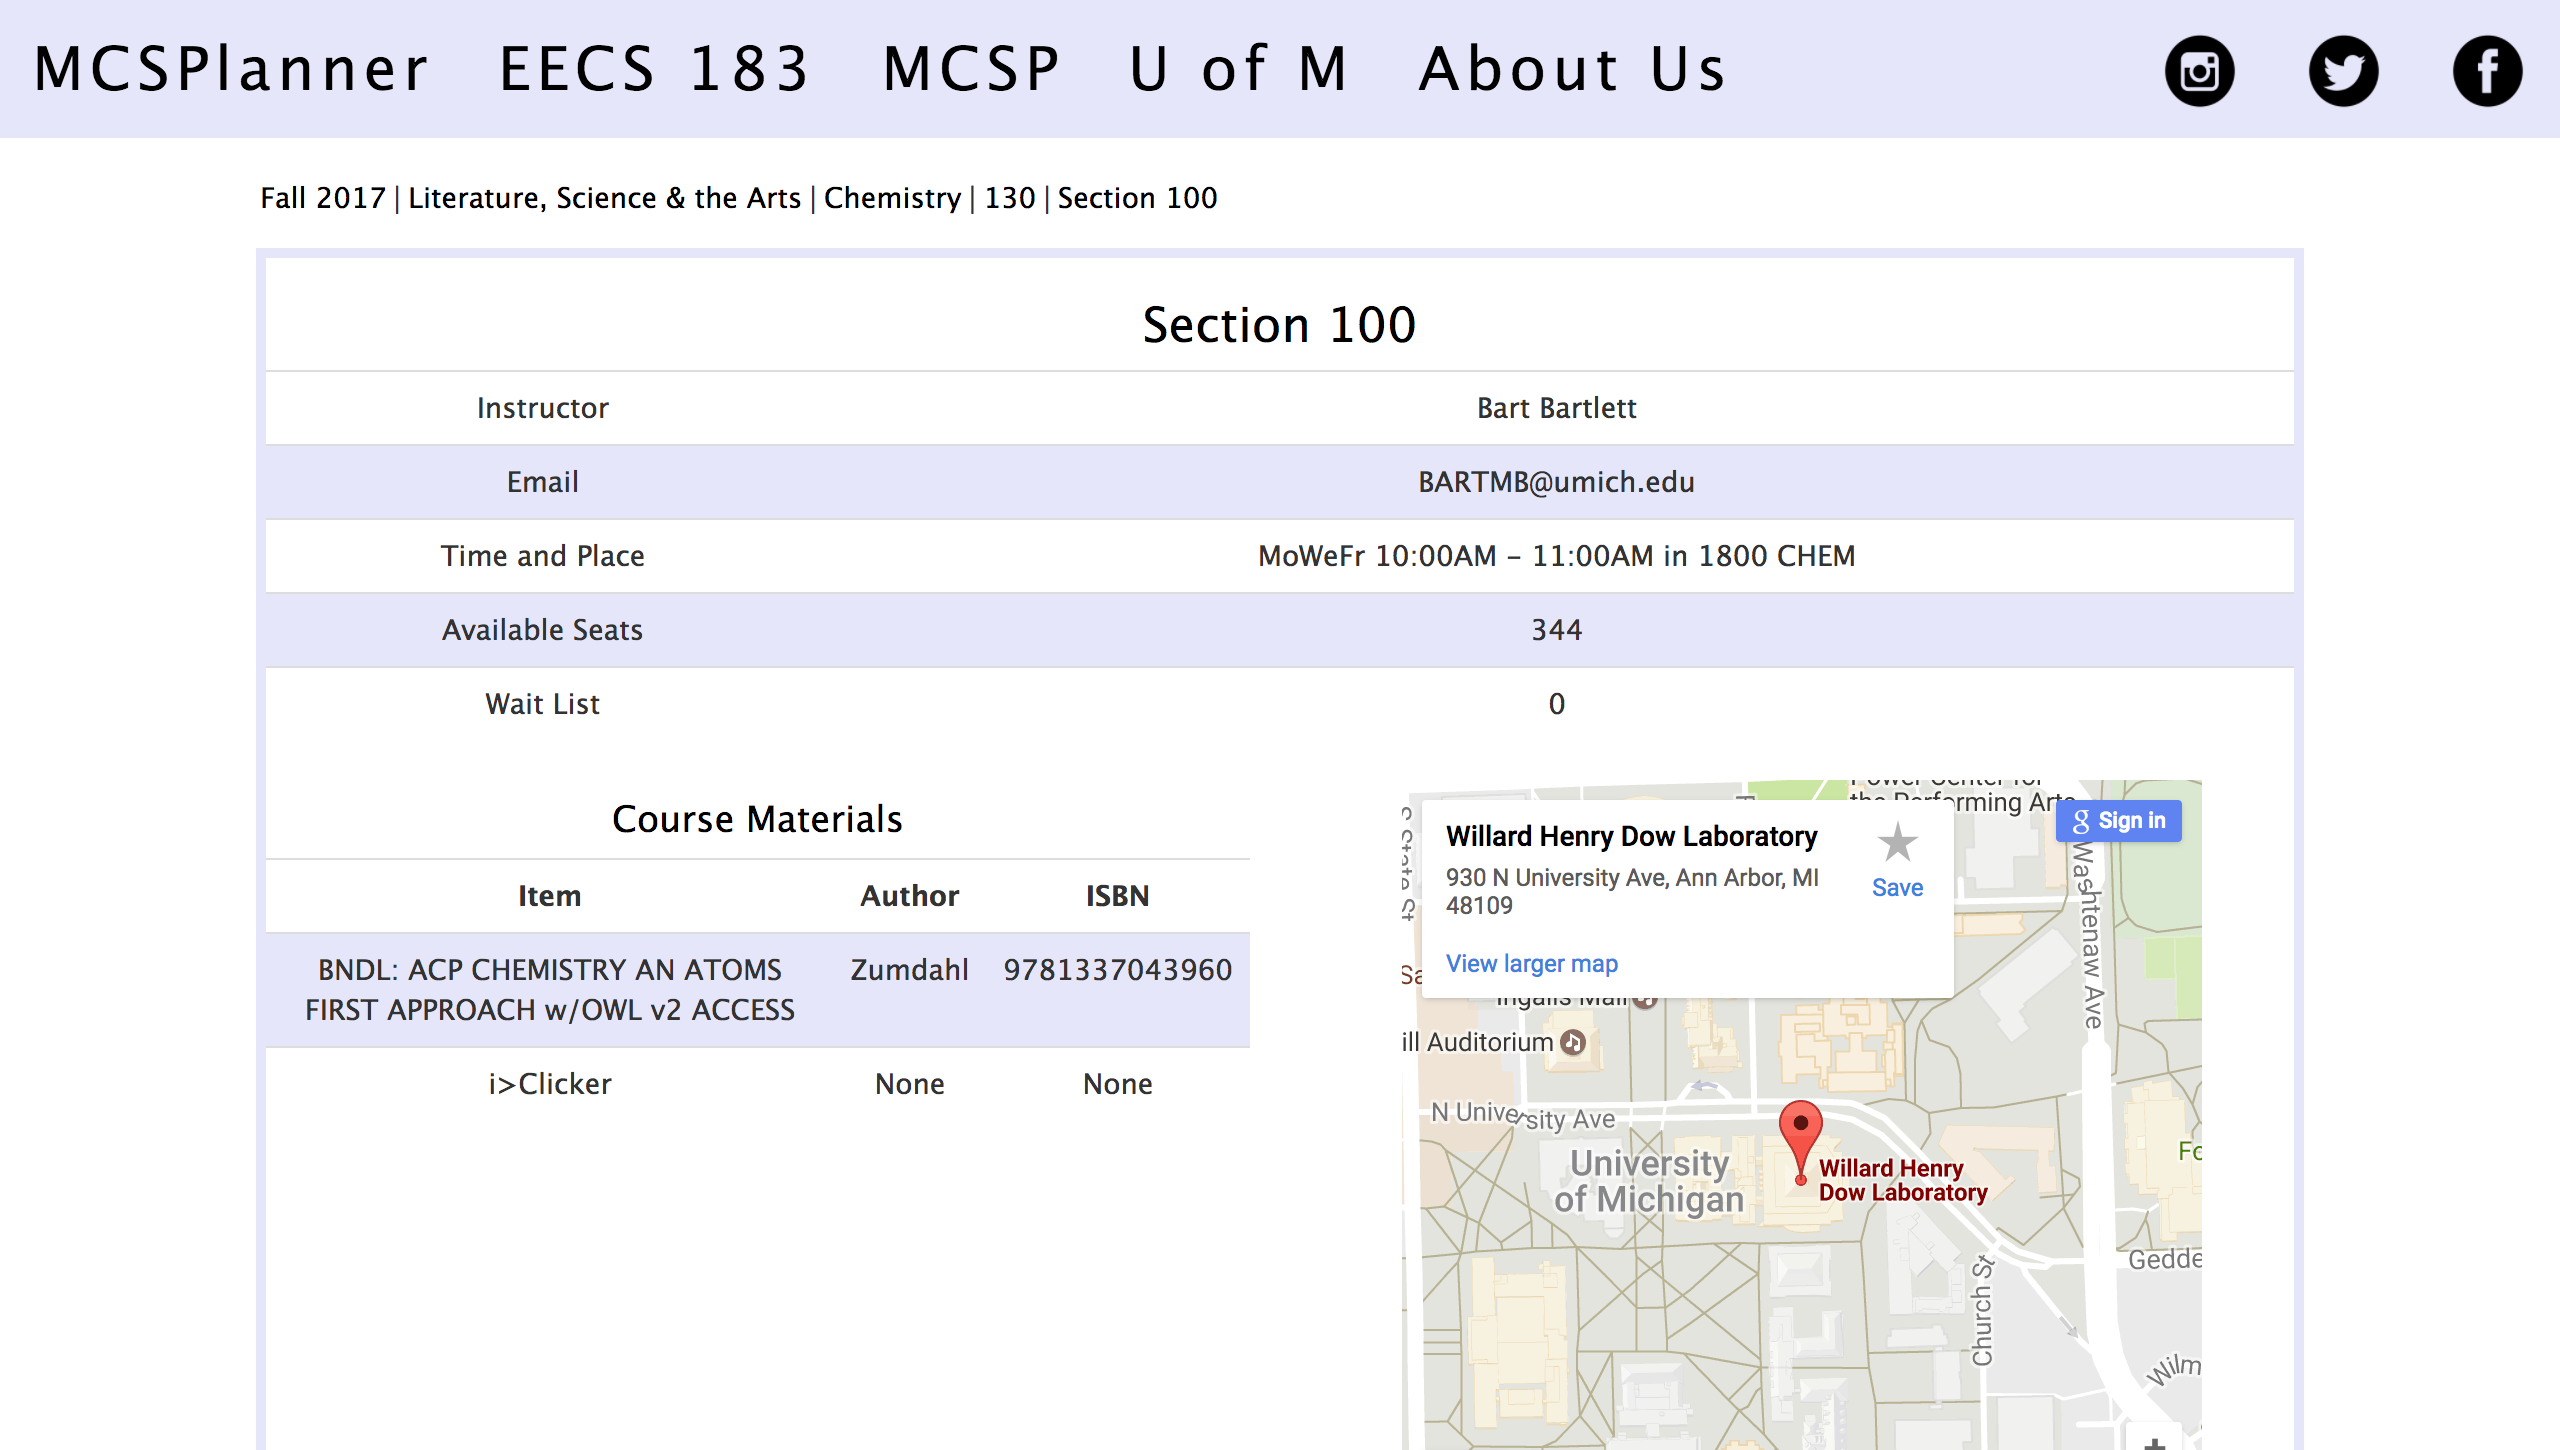 MCSPlanner EECS 183 MCSP U of M About Us
Fall 2017 | Literature, Science & the Arts | Chemistry | 130 | Section 100
Section 100
Instructor Bart Bartlett
Email BARTMB@umich.edu
Time and Place MoWeFr 10:00AM - 11:00AM in 1800 CHEM
Available Seats 344
Wait List 0
Course Materials
Item Author ISBN
BNDL: ACP CHEMISTRY AN ATOMS Zumdahl 9781337043960
FIRST APPROACH w/OWL v2 ACCESS
i>Clicker None None
Power Center for
the Performing Arts
Sign in
Willard Henry Dow Laboratory
930 N University Ave, Ann Arbor, MI
48109
Save
View larger map
S State St
Washtenaw Ave
Ingalls Mall
ill Auditorium
N University Ave
University
of Michigan
Willard Henry
Dow Laboratory
Fo
Gedde
Church St
Wilm
+